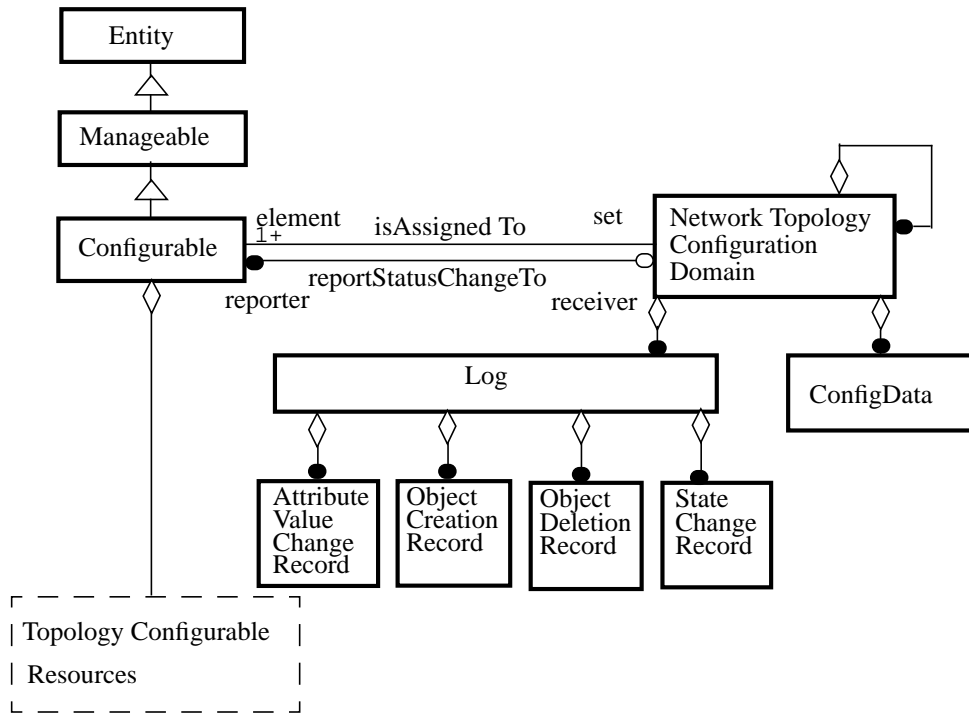 Entity
Manageable
Configurable
element
1+
isAssigned To
set
reportStatusChangeTo
reporter
receiver
Network Topology
Configuration
Domain
Log
ConfigData
Attribute
Value
Change
Record
Object
Creation
Record
Object
Deletion
Record
State
Change
Record
Topology Configurable
Resources